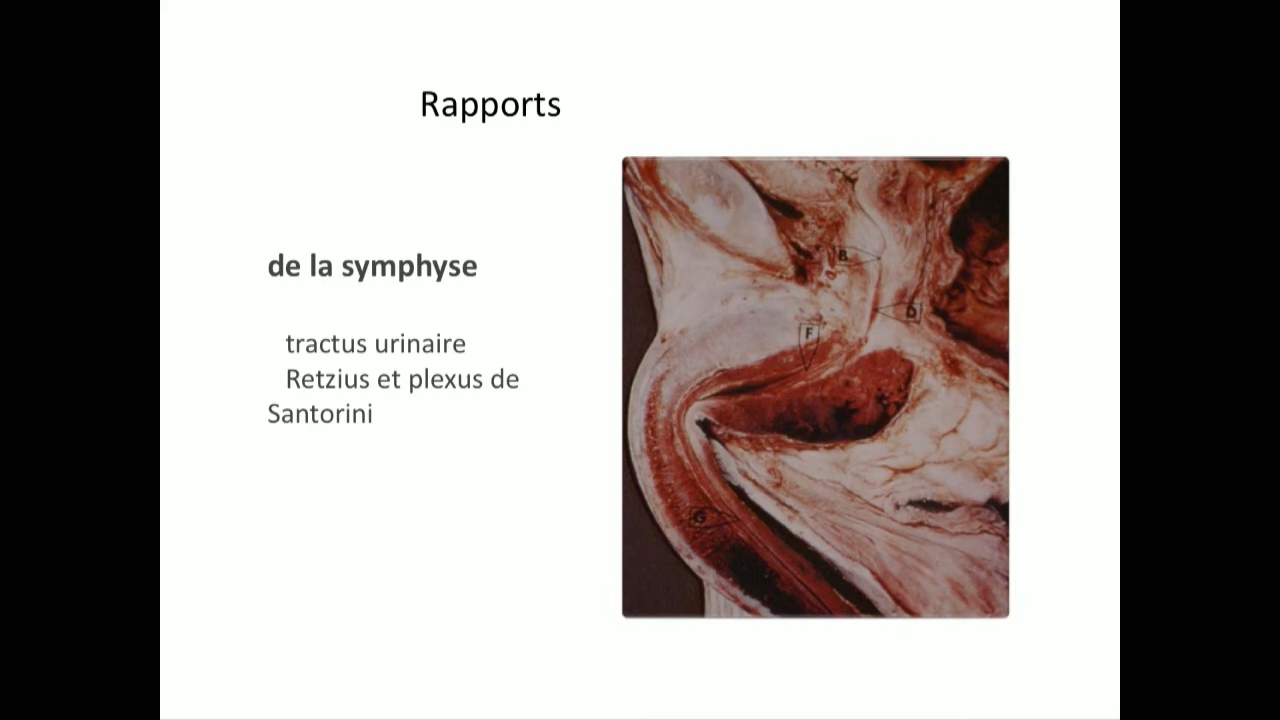 Rapports
de la symphyse
tractus urinaire
Retzius et plexus de
Santorini
B
D
F
G